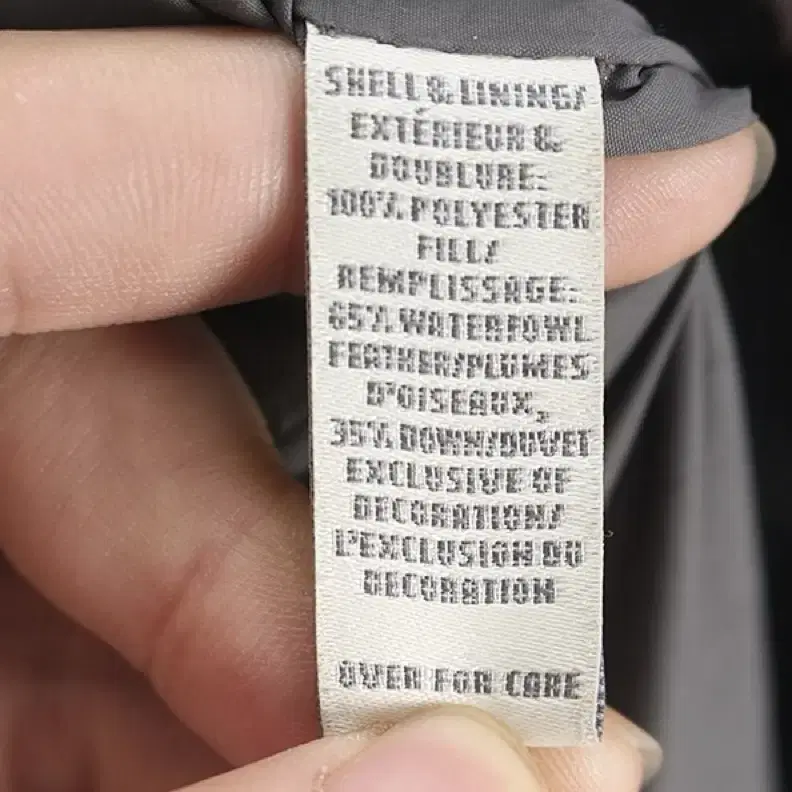 SHELL & LINING/
EXTÉRIEUR &
DOUBLURE:
100% POLYESTER
FILL/
REMPLISSAGE:
65% WATERFOWL
FEATHER/PLUMES
D'OISEAUX,
35% DOWN/DUVET
EXCLUSIVE OF
DECORATION/
L'EXCLUSION DU
DECORATION
OVER FOR CARE